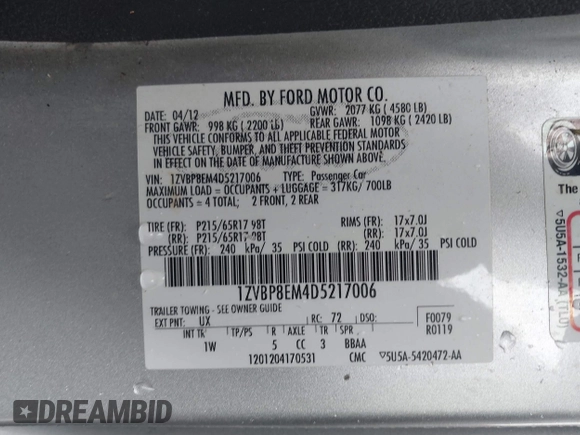 MFD. BY FORD MOTOR CO.
DATE: 04/12
GVWR: 2077 KG ( 4580 LB)
FRONT GAWR: 998 KG ( 2200 LB)
REAR GAWR: 1098 KG ( 2420 LB)
THIS VEHICLE CONFORMS TO ALL APPLICABLE FEDERAL MOTOR
VEHICLE SAFETY, BUMPER, AND THEFT PREVENTION STANDARDS
IN EFFECT ON THE DATE OF MANUFACTURE SHOWN ABOVE.
VIN: 1ZVBP8EM4D5217006 TYPE: Passenger Car
MAXIMUM LOAD = OCCUPANTS + LUGGAGE = 317KG/ 700LB
OCCUPANTS = 4 TOTAL; 2 FRONT, 2 REAR
TIRE (FR): P215/65R17 98T RIMS (FR): 17x7.0J
(RR): P215/65R17 98T (RR): 17x7.0J
PRESSURE (FR): 240 kPa/ 35 PSI COLD (RR): 240 kPa/ 35 PSI COLD
1ZVBP8EM4D5217006
TRAILER TOWING - SEE OWNER GUIDE
EXT PNT: UX RC: 72 DSO: F0079
INT TR TP/PS R AXLE TR SPR R0119
1W 5 CC 3 BBAA
1201204170531 CMC ▽5U5A-5420472-AA
The
▽5U5A-1532-AA
DREAMBID